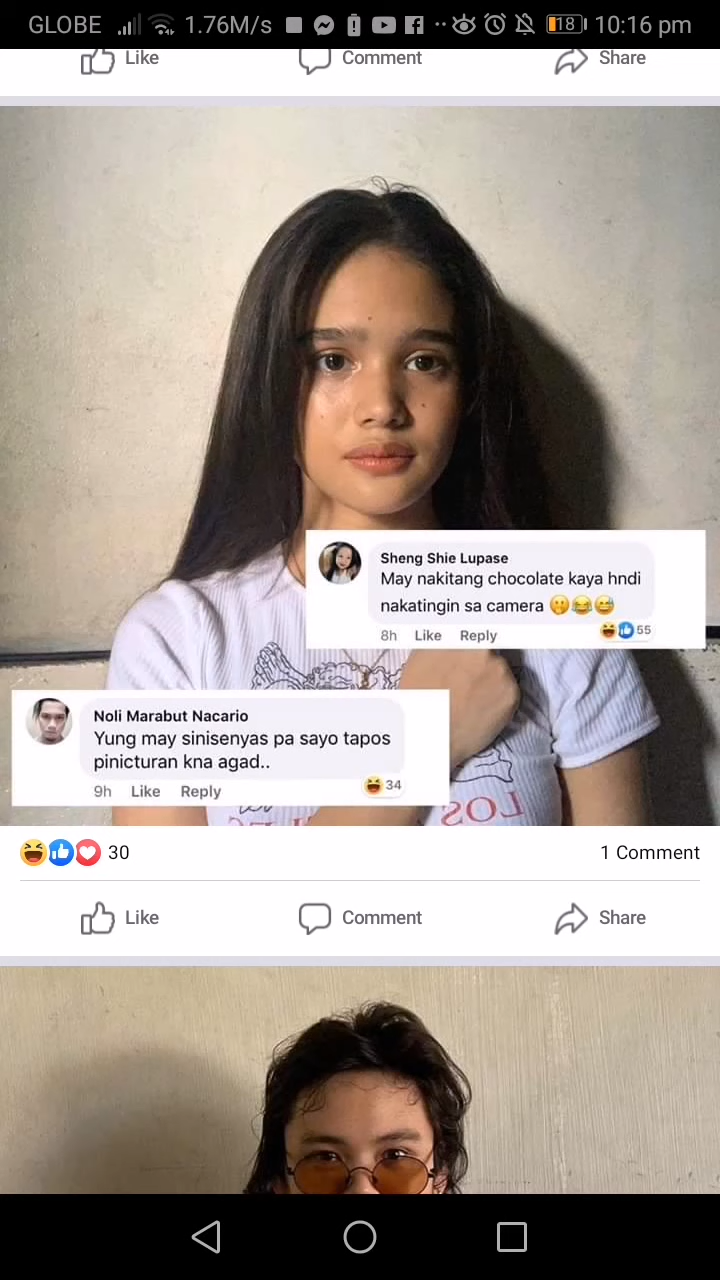 GLOBE 1.76M/s 18 10:16 pm
Like Comment Share
Sheng Shie Lupase
May nakitang chocolate kaya hndi
nakatingin sa camera 🤭😂😅
8h Like Reply 55
Noli Marabut Nacario
Yung may sinisenyas pa sayo tapos
pinicturan kna agad..
9h Like Reply 34
30 1 Comment
Like Comment Share